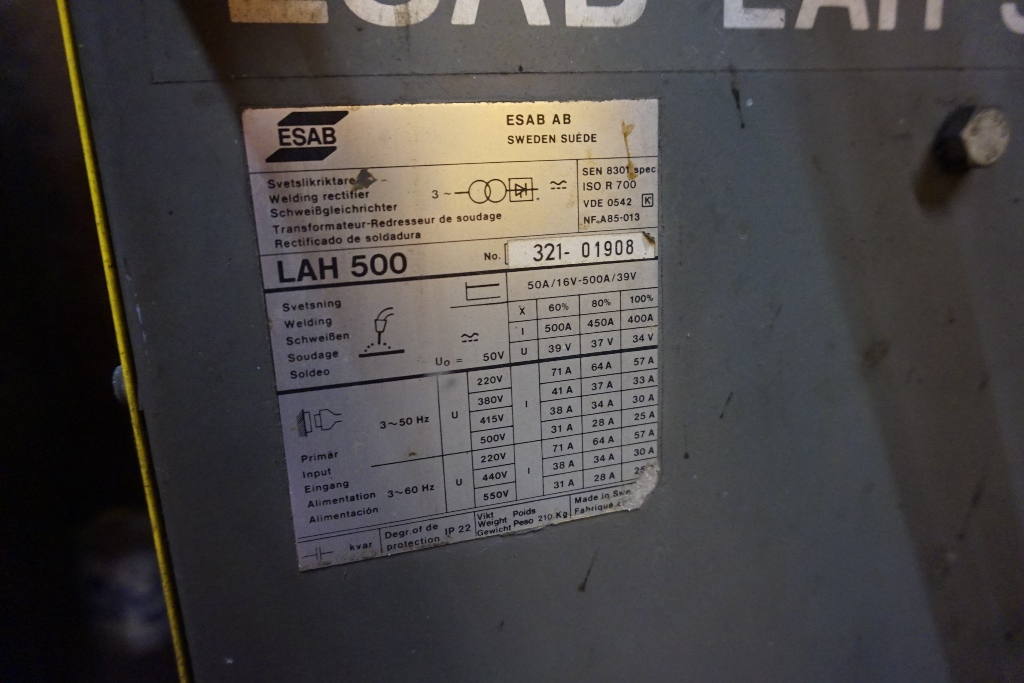 ESAB LAH
ESAB
ESAB AB
SWEDEN SUÈDE
Svetslikriktare
Welding rectifier
Schweißgleichrichter
Transformateur-Redresseur de soudage
Rectificado de soldadura
3 ~
SEN 8301 spec
ISO R 700
VDE 0542 K
NF-A85-013
LAH 500
No. 321- 01908
Svetsning
Welding
Schweißen
Soudage
Soldeo
U₀ = 50V
50A/16V-500A/39V
X 60% 80% 100%
I 500A 450A 400A
U 39 V 37 V 34 V
3~50 Hz U I
220V 71 A 64 A 57 A
380V 41 A 37 A 33 A
415V 38 A 34 A 30 A
500V 31 A 28 A 25 A
Primär
Input
Eingang
Alimentation
Alimentación
3~60 Hz U I
220V 71 A 64 A 57 A
440V 38 A 34 A 30 A
550V 31 A 28 A 25
kvar
Degr.of de
protection IP 22
Vikt Poids
Weight Peso 210 Kg
Gewicht
Made in Swe
Fabriqué